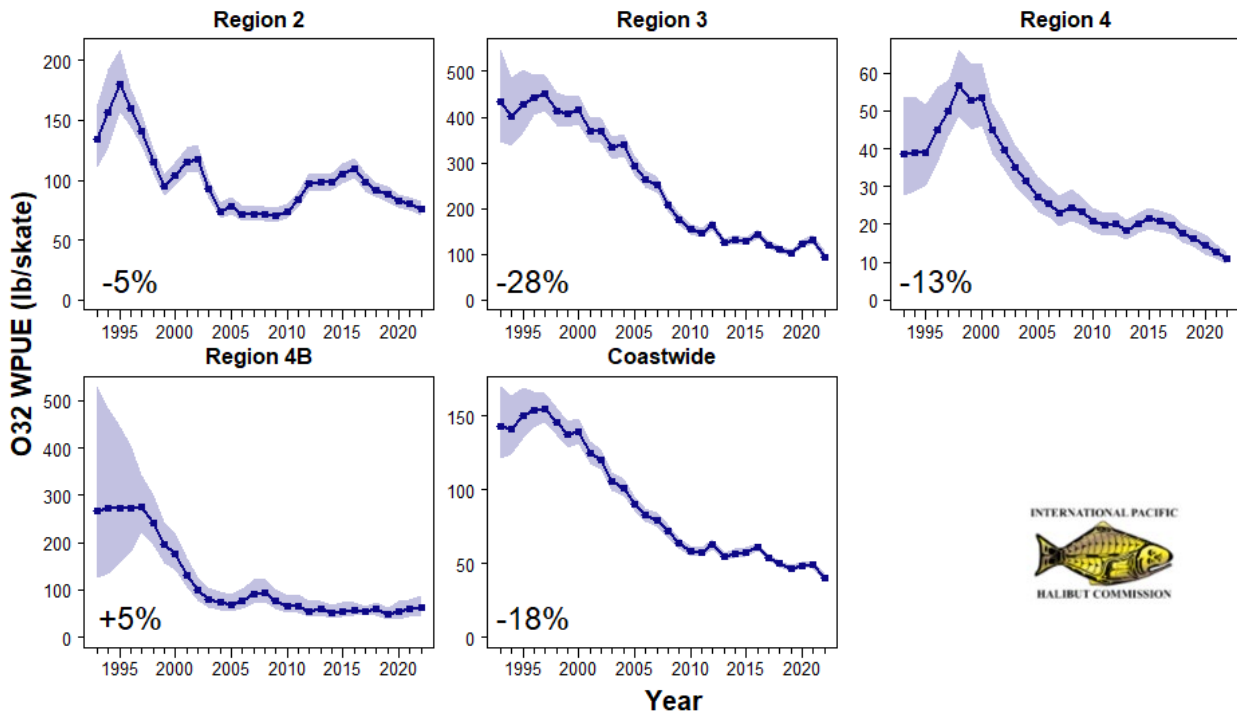 Region 2
Region 3
Region 4
200
150
100
50
0
-5%
1995 2000 2005 2010 2015 2020
500
400
300
200
100
0
-28%
1995 2000 2005 2010 2015 2020
60
50
40
30
20
10
0
-13%
1995 2000 2005 2010 2015 2020
O32 WPUE (lb/skate)
Region 4B
Coastwide
500
400
300
200
100
0
+5%
1995 2000 2005 2010 2015 2020
150
100
50
0
-18%
1995 2000 2005 2010 2015 2020
Year
INTERNATIONAL PACIFIC
HALIBUT COMMISSION